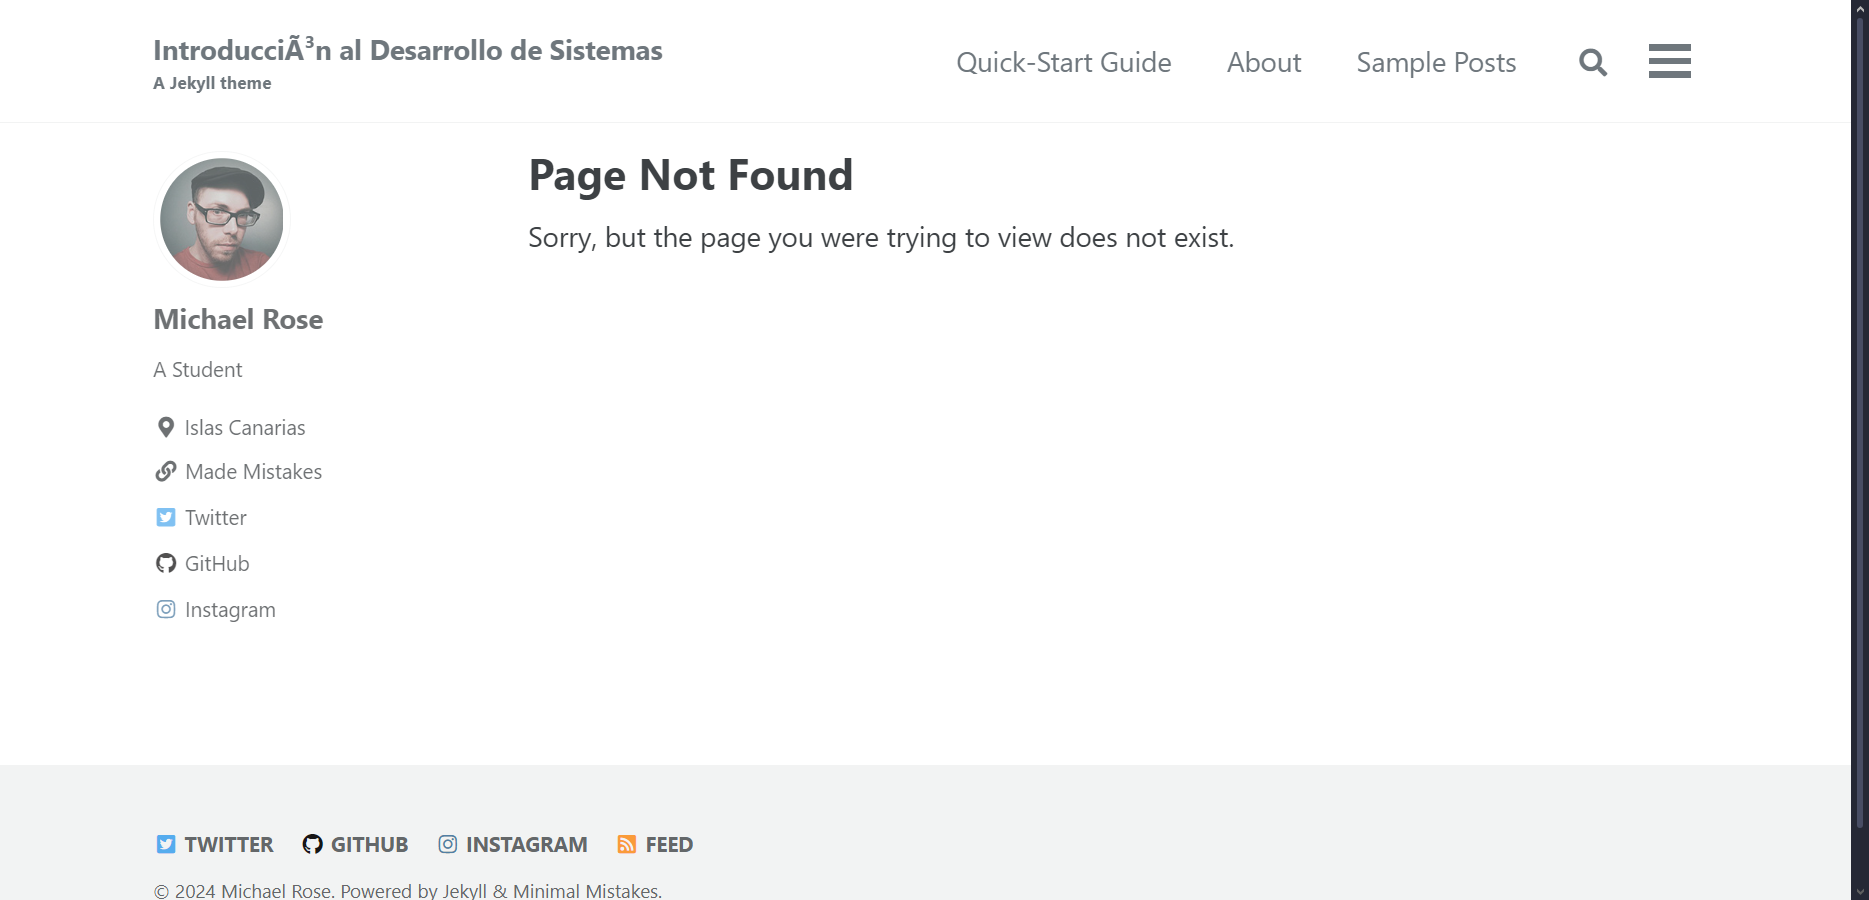 IntroducciÃ³n al Desarrollo de Sistemas
A Jekyll theme
Quick-Start Guide About Sample Posts
Page Not Found
Sorry, but the page you were trying to view does not exist.
Michael Rose
A Student
Islas Canarias
Made Mistakes
Twitter
GitHub
Instagram
TWITTER GITHUB INSTAGRAM FEED
© 2024 Michael Rose. Powered by Jekyll & Minimal Mistakes.